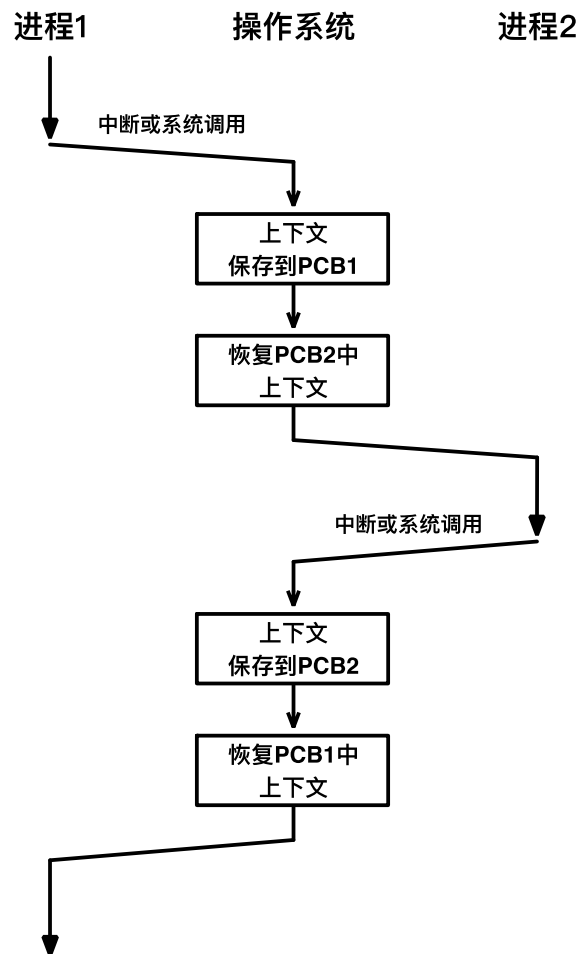 进程1
操作系统
进程2
中断或系统调用
上下文
保存到PCB1
恢复PCB2中
上下文
中断或系统调用
上下文
保存到PCB2
恢复PCB1中
上下文